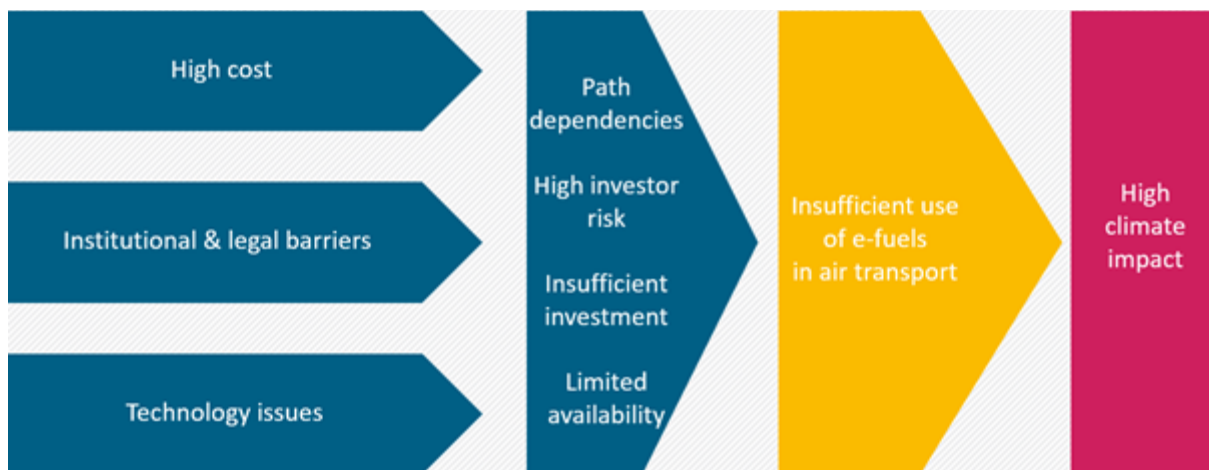 High cost
Institutional & legal barriers
Technology issues
Path
dependencies
High investor
risk
Insufficient
investment
Limited
availability
Insufficient use
of e-fuels
in air transport
High
climate
impact